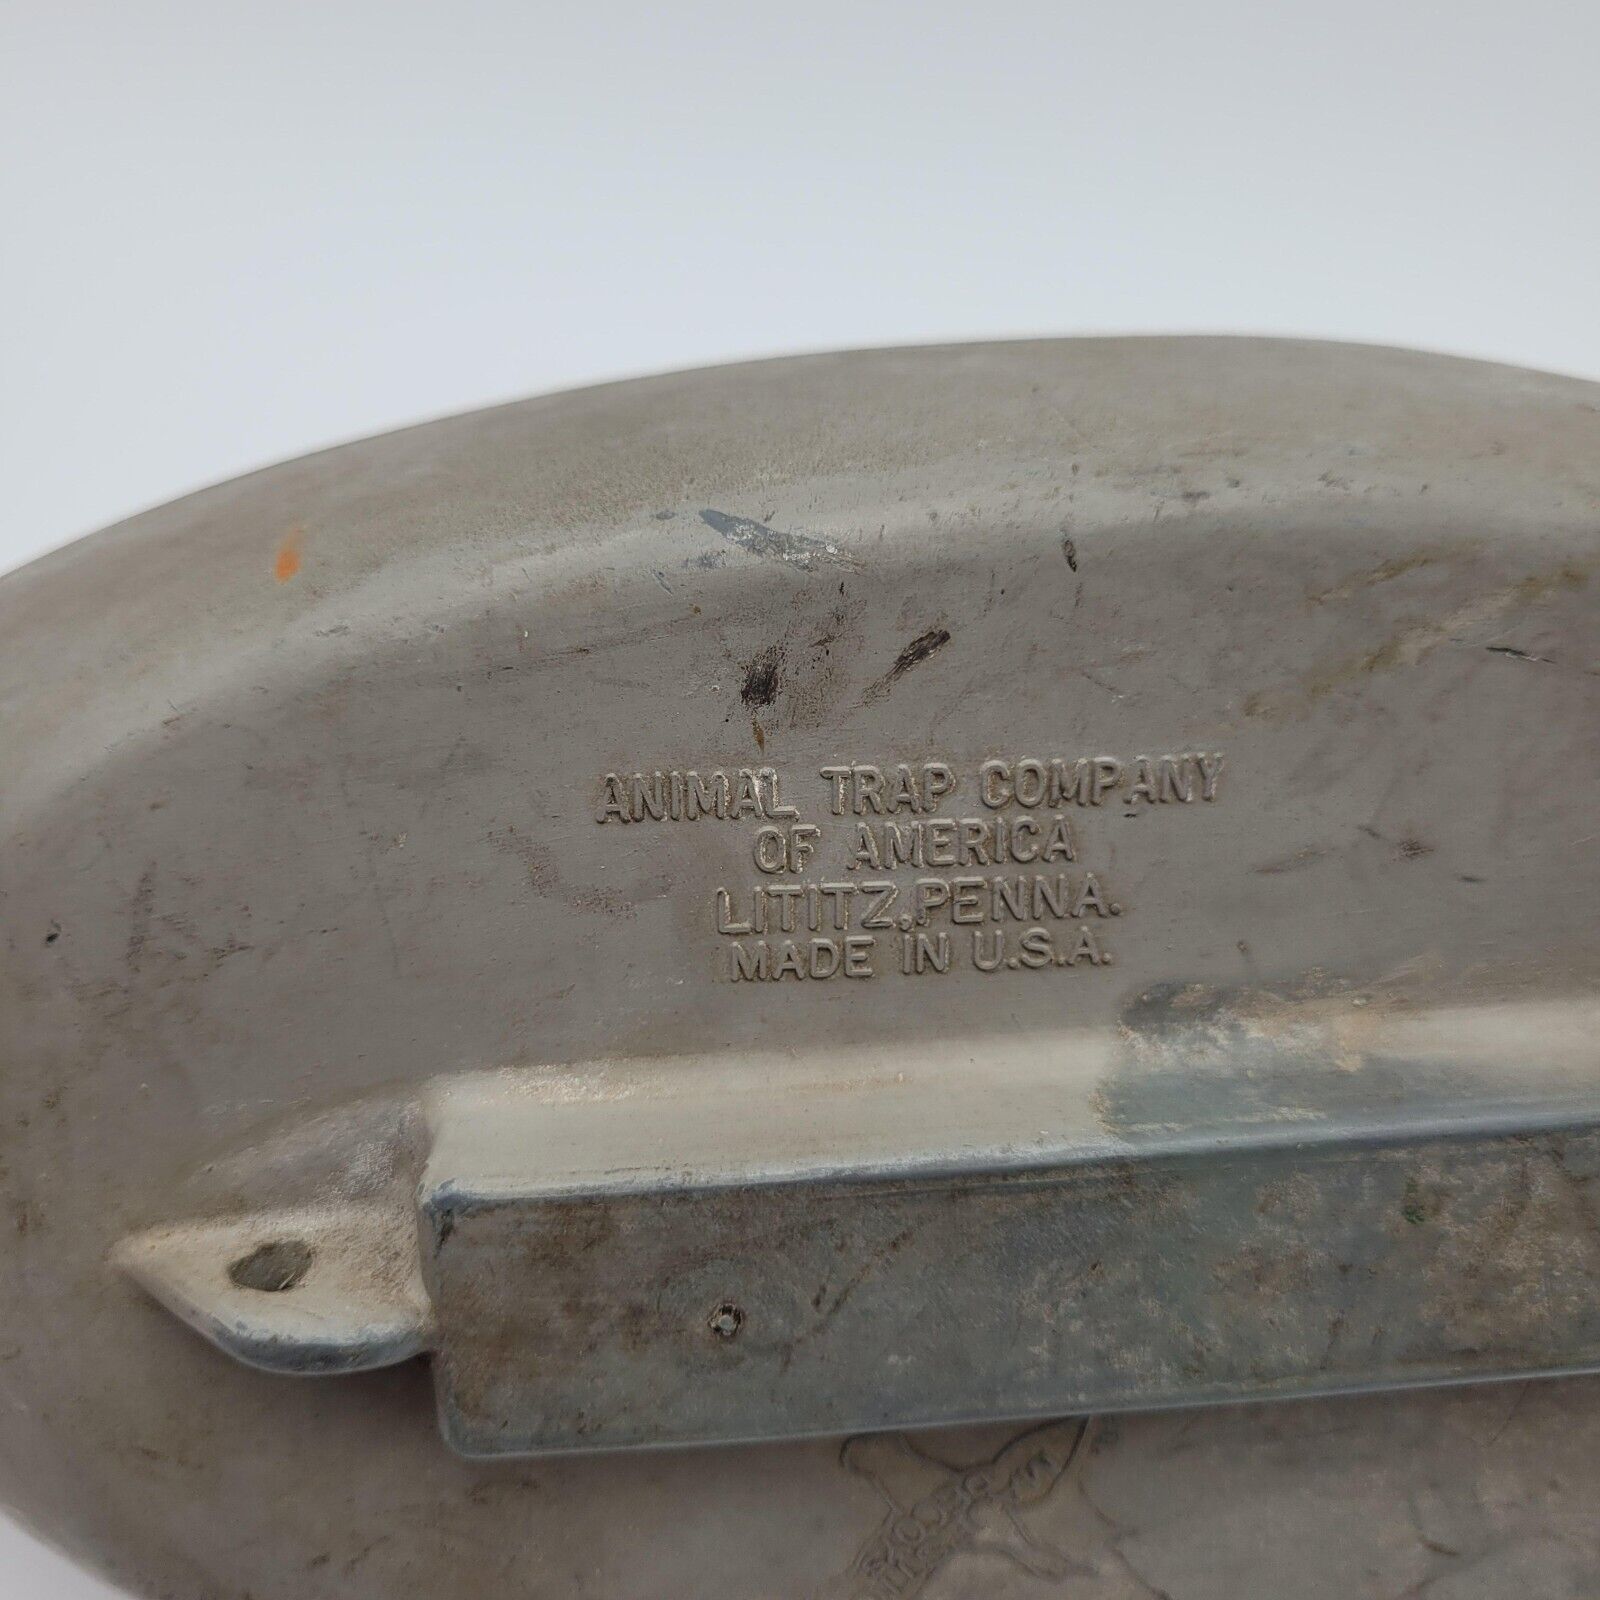 ANIMAL TRAP COMPANY
OF AMERICA
LITITZ, PENNA.
MADE IN U.S.A.